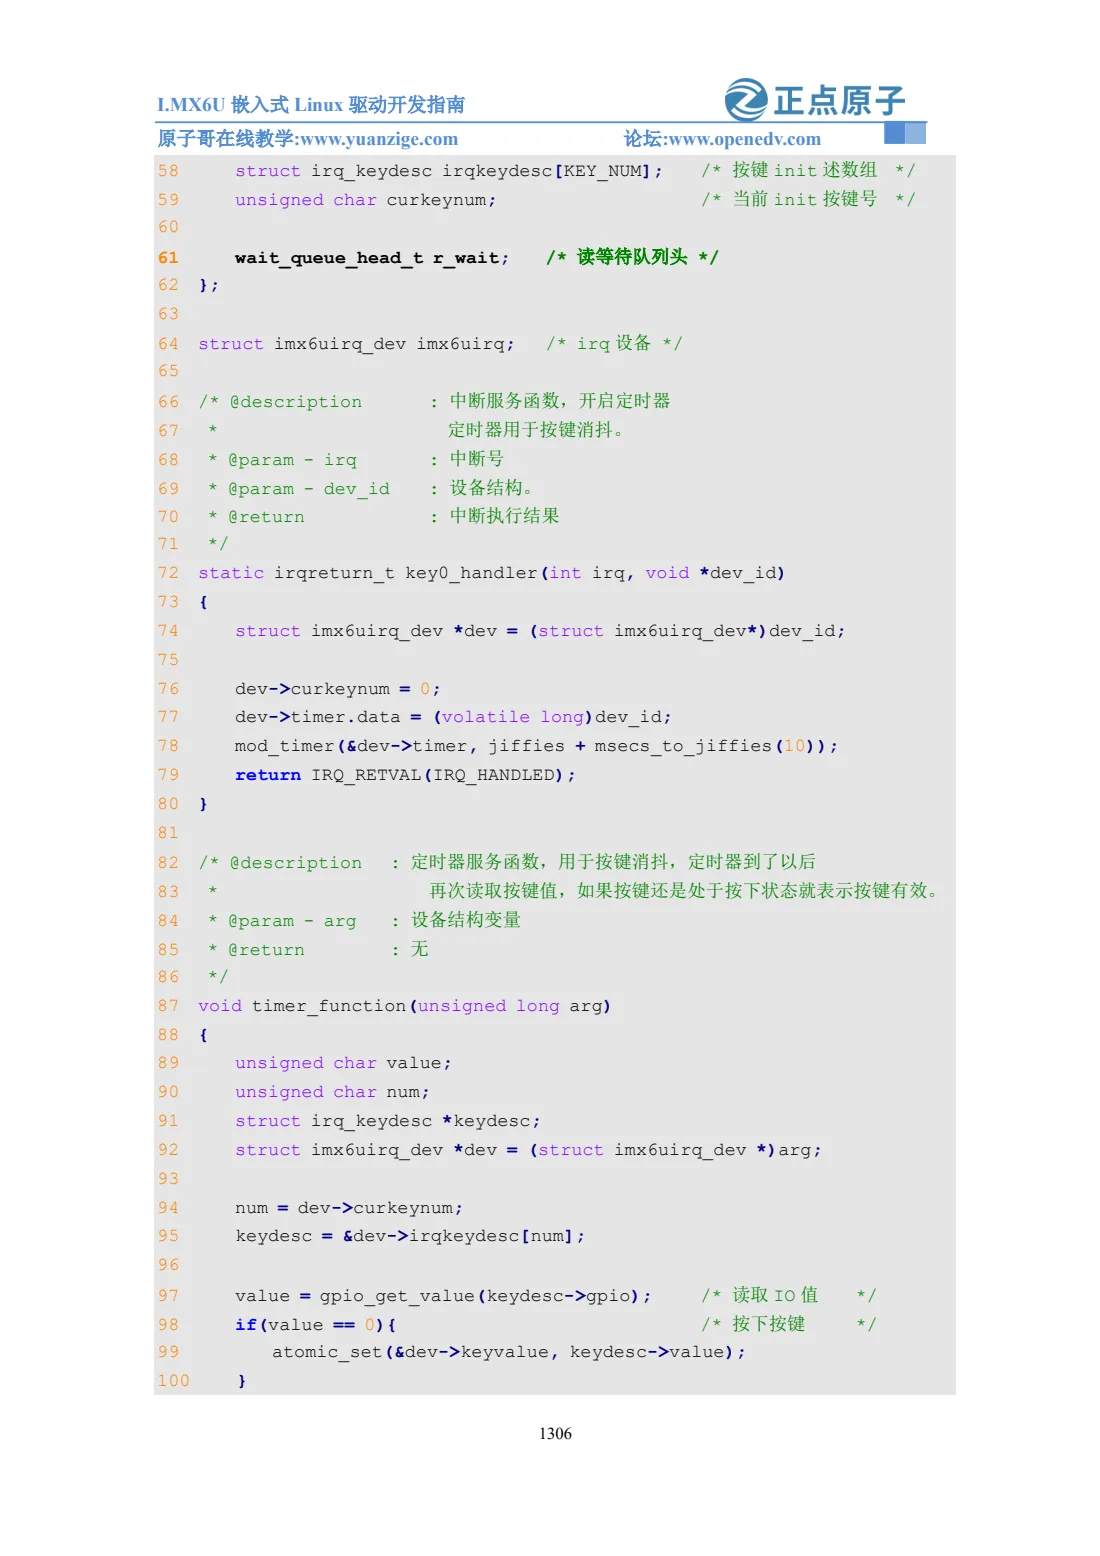 I.MX6U 嵌入式 Linux 驱动开发指南
正点原子
原子哥在线教学:www.yuanzige.com 论坛:www.openedv.com
58 struct irq_keydesc irqkeydesc[KEY_NUM]; /* 按键 init 述数组 */
59 unsigned char curkeynum; /* 当前 init 按键号 */
60
61 wait_queue_head_t r_wait; /* 读等待队列头 */
62 };
63
64 struct imx6uirq_dev imx6uirq; /* irq 设备 */
65
66 /* @description : 中断服务函数，开启定时器
67 * 定时器用于按键消抖。
68 * @param - irq : 中断号
69 * @param - dev_id : 设备结构。
70 * @return : 中断执行结果
71 */
72 static irqreturn_t key0_handler(int irq, void *dev_id)
73 {
74 struct imx6uirq_dev *dev = (struct imx6uirq_dev*)dev_id;
75
76 dev->curkeynum = 0;
77 dev->timer.data = (volatile long)dev_id;
78 mod_timer(&dev->timer, jiffies + msecs_to_jiffies(10));
79 return IRQ_RETVAL(IRQ_HANDLED);
80 }
81
82 /* @description : 定时器服务函数，用于按键消抖，定时器到了以后
83 * 再次读取按键值，如果按键还是处于按下状态就表示按键有效。
84 * @param - arg : 设备结构变量
85 * @return : 无
86 */
87 void timer_function(unsigned long arg)
88 {
89 unsigned char value;
90 unsigned char num;
91 struct irq_keydesc *keydesc;
92 struct imx6uirq_dev *dev = (struct imx6uirq_dev *)arg;
93
94 num = dev->curkeynum;
95 keydesc = &dev->irqkeydesc[num];
96
97 value = gpio_get_value(keydesc->gpio); /* 读取 IO 值 */
98 if(value == 0){ /* 按下按键 */
99 atomic_set(&dev->keyvalue, keydesc->value);
100 }
1306